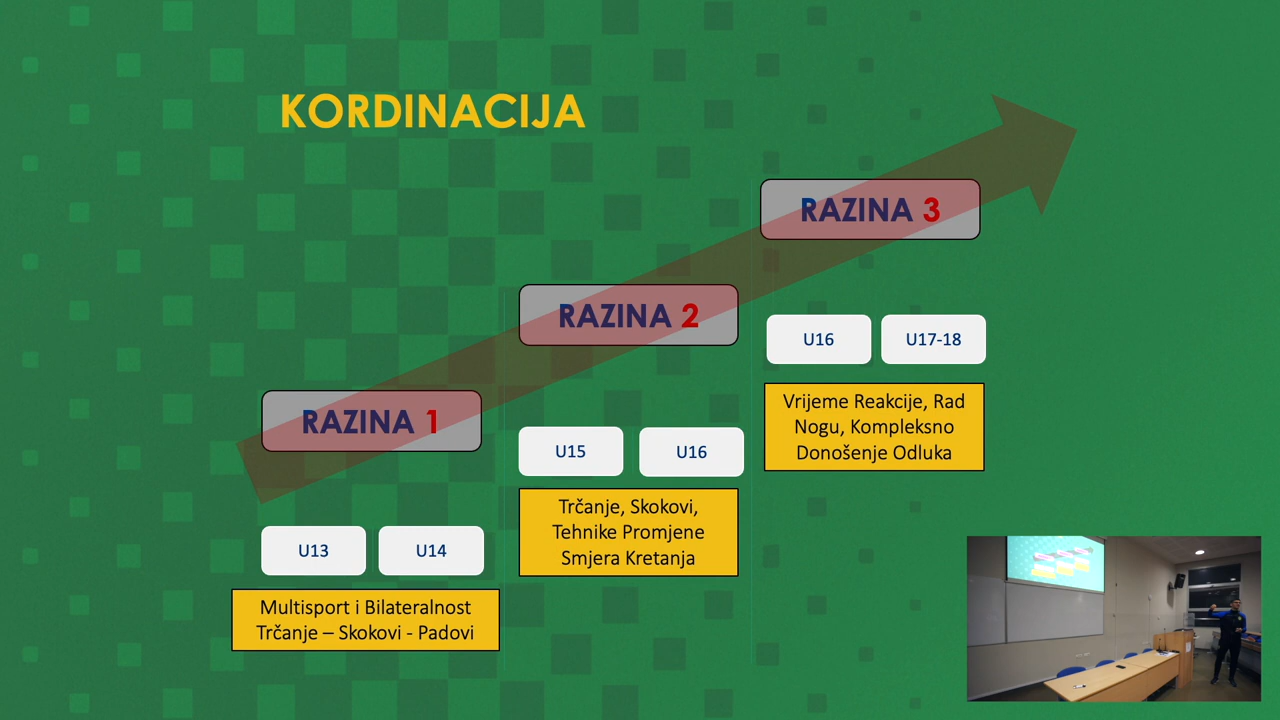 KORDINACIJA
RAZINA 1
U13
U14
Multisport i Bilateralnost
Trčanje – Skokovi - Padovi
RAZINA 2
U15
U16
Trčanje, Skokovi,
Tehnike Promjene
Smjera Kretanja
RAZINA 3
U16
U17-18
Vrijeme Reakcije, Rad
Nogu, Kompleksno
Donošenje Odluka